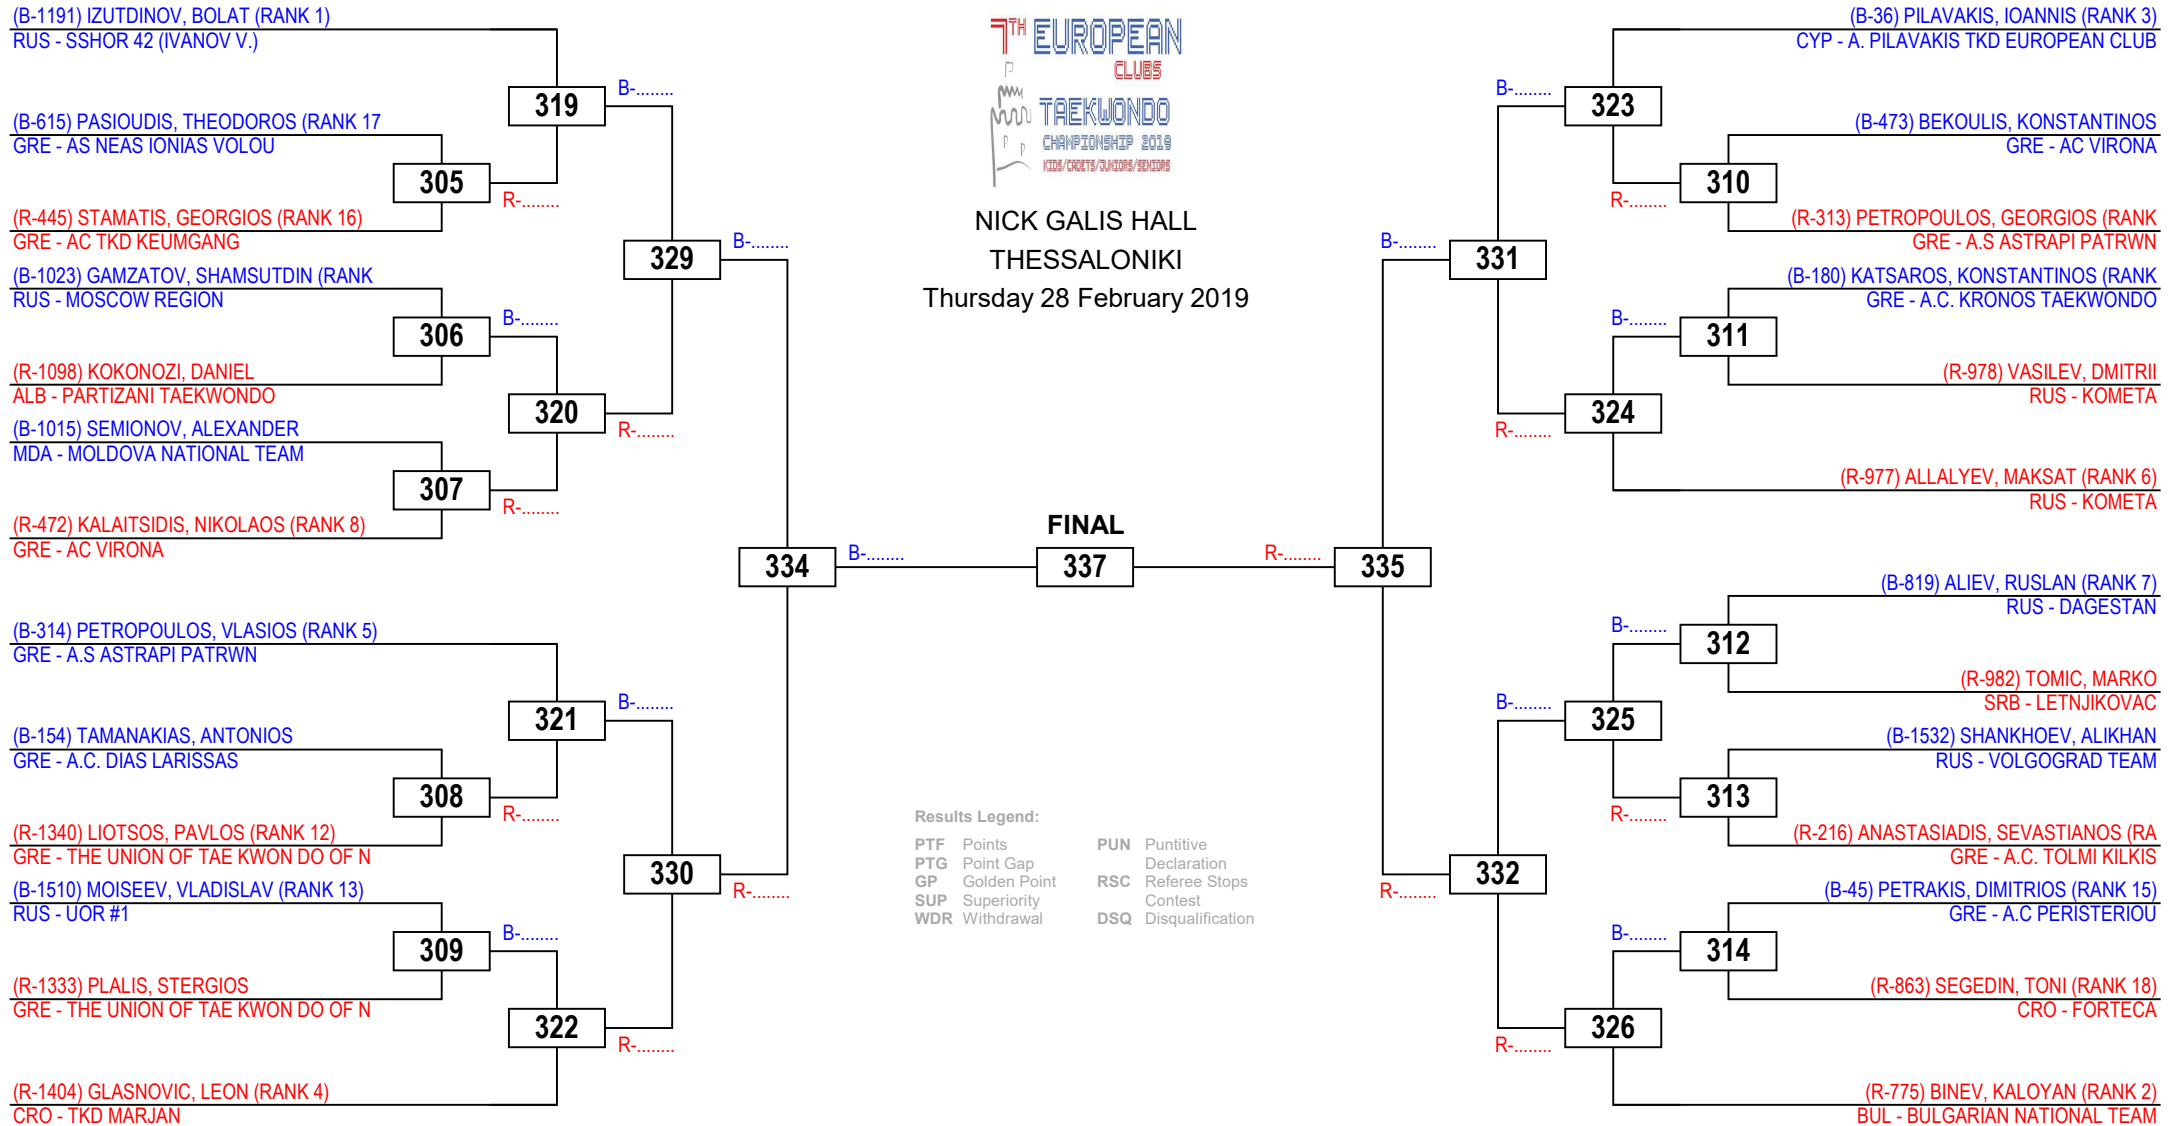 (B-1191) IZUTDINOV, BOLAT (RANK 1)
RUS - SSHOR 42 (IVANOV V.)
319
B-........
(B-615) PASIOUDIS, THEODOROS (RANK 17
GRE - AS NEAS IONIAS VOLOU
305
R-........
(R-445) STAMATIS, GEORGIOS (RANK 16)
GRE - AC TKD KEUMGANG
329
B-........
(B-1023) GAMZATOV, SHAMSUTDIN (RANK
RUS - MOSCOW REGION
306
B-........
(R-1098) KOKONOZI, DANIEL
ALB - PARTIZANI TAEKWONDO
320
R-........
(B-1015) SEMIONOV, ALEXANDER
MDA - MOLDOVA NATIONAL TEAM
307
R-........
(R-472) KALAITSIDIS, NIKOLAOS (RANK 8)
GRE - AC VIRONA
334
B-........
(B-314) PETROPOULOS, VLASIOS (RANK 5)
GRE - A.S ASTRAPI PATRWN
321
B-........
(B-154) TAMANAKIAS, ANTONIOS
GRE - A.C. DIAS LARISSAS
308
R-........
(R-1340) LIOTSOS, PAVLOS (RANK 12)
GRE - THE UNION OF TAE KWON DO OF N
330
R-........
(B-1510) MOISEEV, VLADISLAV (RANK 13)
RUS - UOR #1
309
B-........
(R-1333) PLALIS, STERGIOS
GRE - THE UNION OF TAE KWON DO OF N
322
R-........
(R-1404) GLASNOVIC, LEON (RANK 4)
CRO - TKD MARJAN
7TH EUROPEAN
CLUBS
TAEKWONDO
CHAMPIONSHIP 2019
KIDS/CADETS/JUNIORS/SENIORS
NICK GALIS HALL
THESSALONIKI
Thursday 28 February 2019
FINAL
337
Results Legend:
PTF Points
PTG Point Gap
GP Golden Point
SUP Superiority
WDR Withdrawal
PUN Puntitive
Declaration
RSC Referee Stops
Contest
DSQ Disqualification
(B-36) PILAVAKIS, IOANNIS (RANK 3)
CYP - A. PILAVAKIS TKD EUROPEAN CLUB
B-........
323
(B-473) BEKOULIS, KONSTANTINOS
GRE - AC VIRONA
310
R-........
(R-313) PETROPOULOS, GEORGIOS (RANK
GRE - A.S ASTRAPI PATRWN
B-........
331
(B-180) KATSAROS, KONSTANTINOS (RANK
GRE - A.C. KRONOS TAEKWONDO
B-........
311
(R-978) VASILEV, DMITRII
RUS - KOMETA
324
R-........
(R-977) ALLALYEV, MAKSAT (RANK 6)
RUS - KOMETA
R-........
335
(B-819) ALIEV, RUSLAN (RANK 7)
RUS - DAGESTAN
B-........
312
(R-982) TOMIC, MARKO
SRB - LETNJIKOVAC
B-........
325
(B-1532) SHANKHOEV, ALIKHAN
RUS - VOLGOGRAD TEAM
313
R-........
(R-216) ANASTASIADIS, SEVASTIANOS (RA
GRE - A.C. TOLMI KILKIS
332
R-........
(B-45) PETRAKIS, DIMITRIOS (RANK 15)
GRE - A.C PERISTERIOU
B-........
314
(R-863) SEGEDIN, TONI (RANK 18)
CRO - FORTECA
326
R-........
(R-775) BINEV, KALOYAN (RANK 2)
BUL - BULGARIAN NATIONAL TEAM